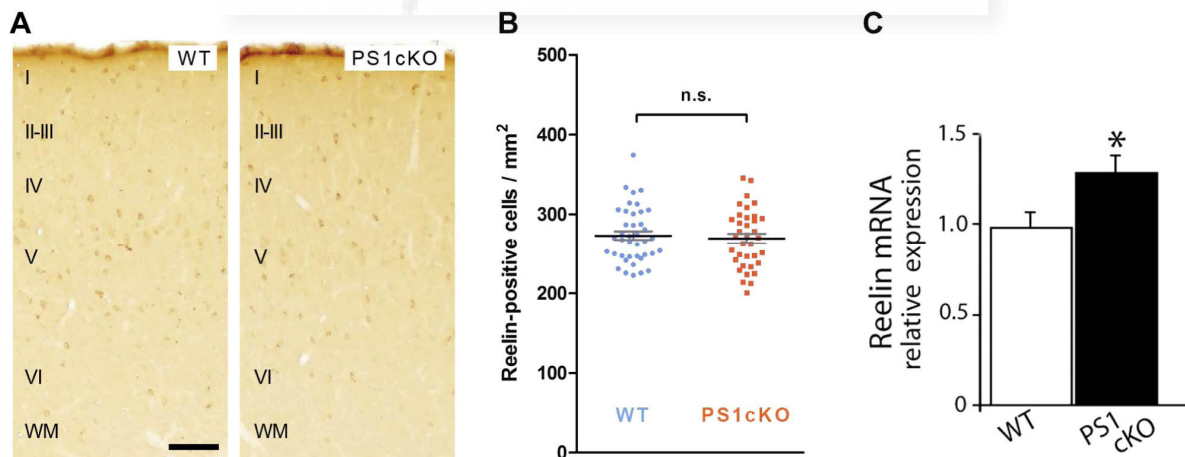 A
WT
I
II-III
IV
V
VI
WM
PS1cKO
I
II-III
IV
V
VI
WM
B
Reelin-positive cells / mm2
500
400
300
200
100
0
n.s.
WT
PS1cKO
C
Reelin mRNA
relative expression
1.5
1.0
0.5
0
*
WT
PS1
cKO